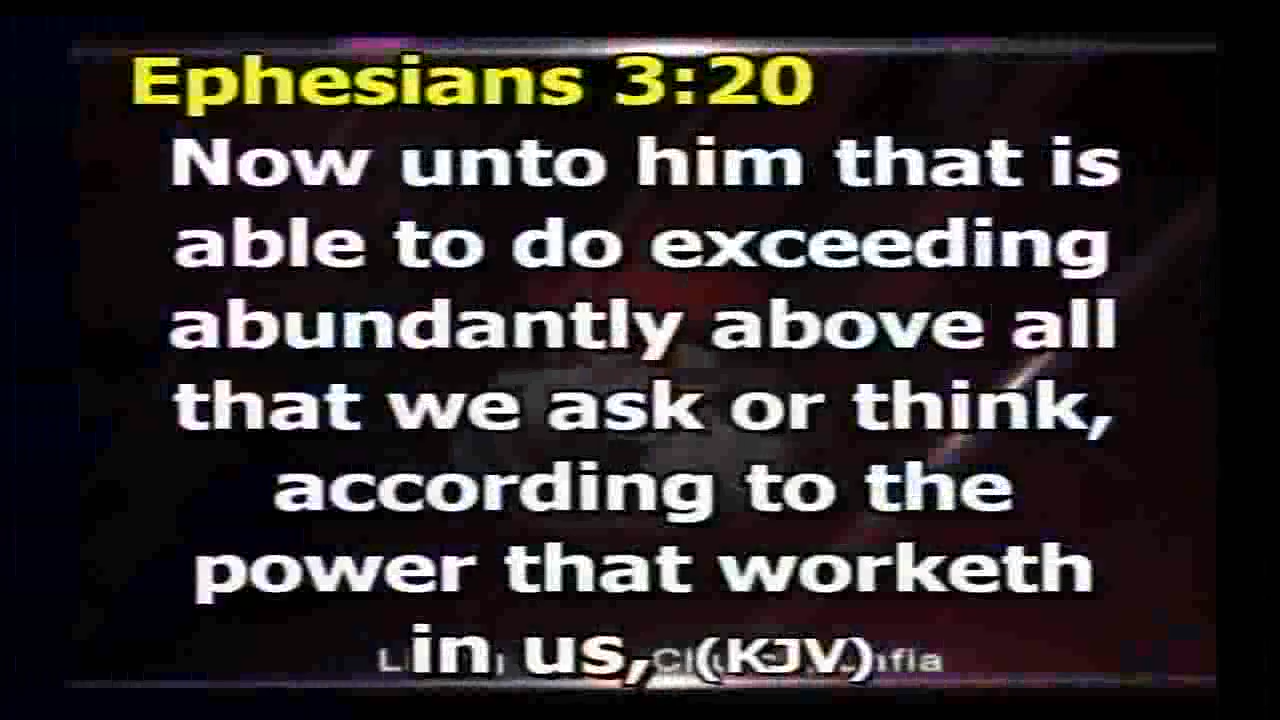 Ephesians 3:20
Now unto him that is
able to do exceeding
abundantly above all
that we ask or think,
according to the
power that worketh
in us, (KJV)